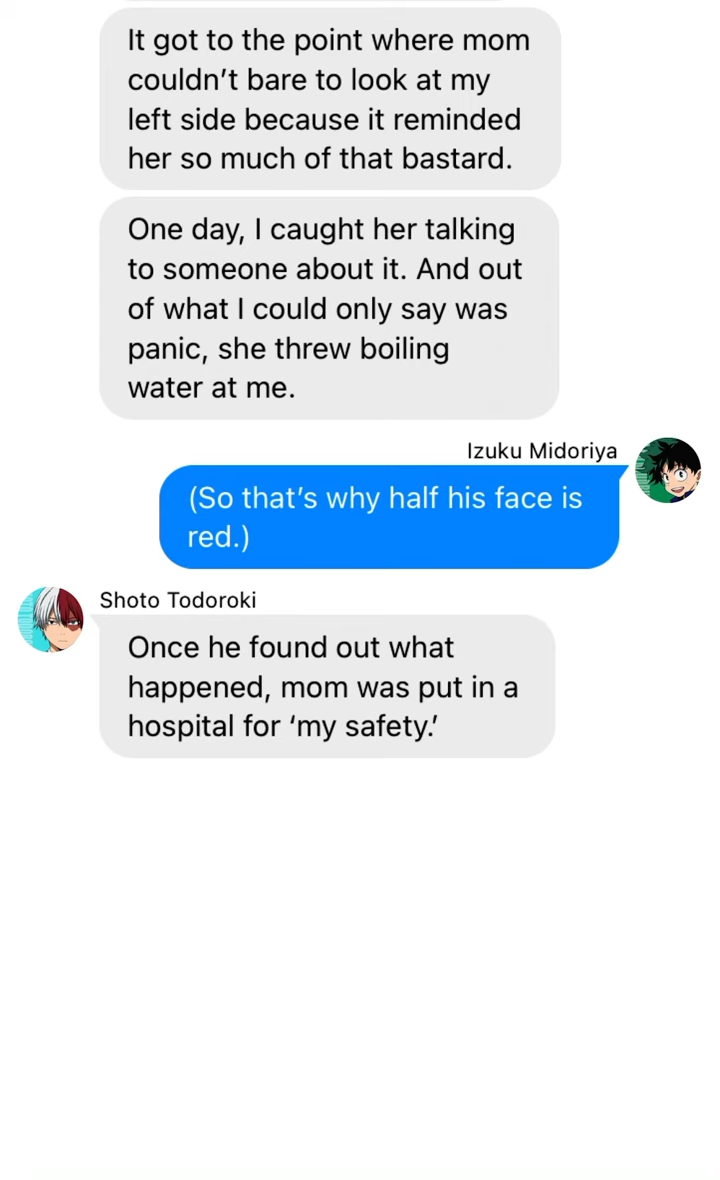 It got to the point where mom
couldn't bare to look at my
left side because it reminded
her so much of that bastard.
One day, I caught her talking
to someone about it. And out
of what I could only say was
panic, she threw boiling
water at me.
Izuku Midoriya
(So that's why half his face is
red.)
Shoto Todoroki
Once he found out what
happened, mom was put in a
hospital for ‘my safety.’